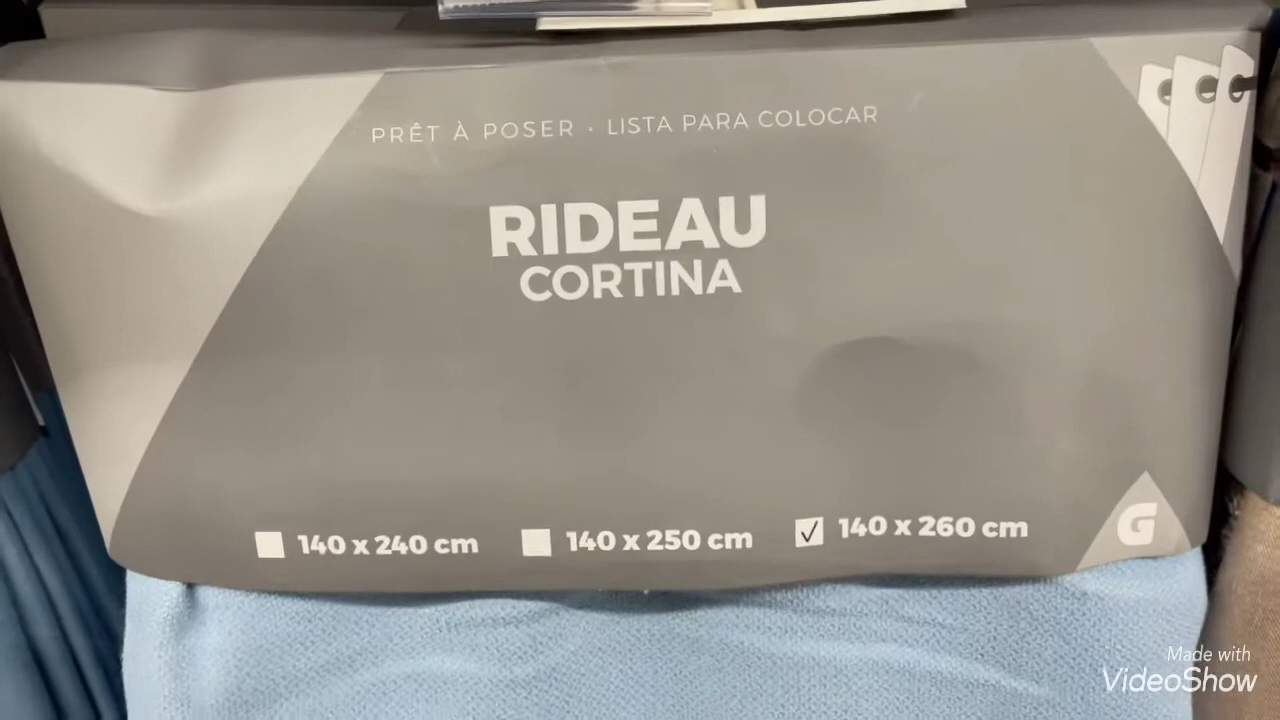 PRÊT À POSER · LISTA PARA COLOCAR
RIDEAU
CORTINA
140 x 240 cm 140 x 250 cm 140 x 260 cm
G
Made with
VideoShow